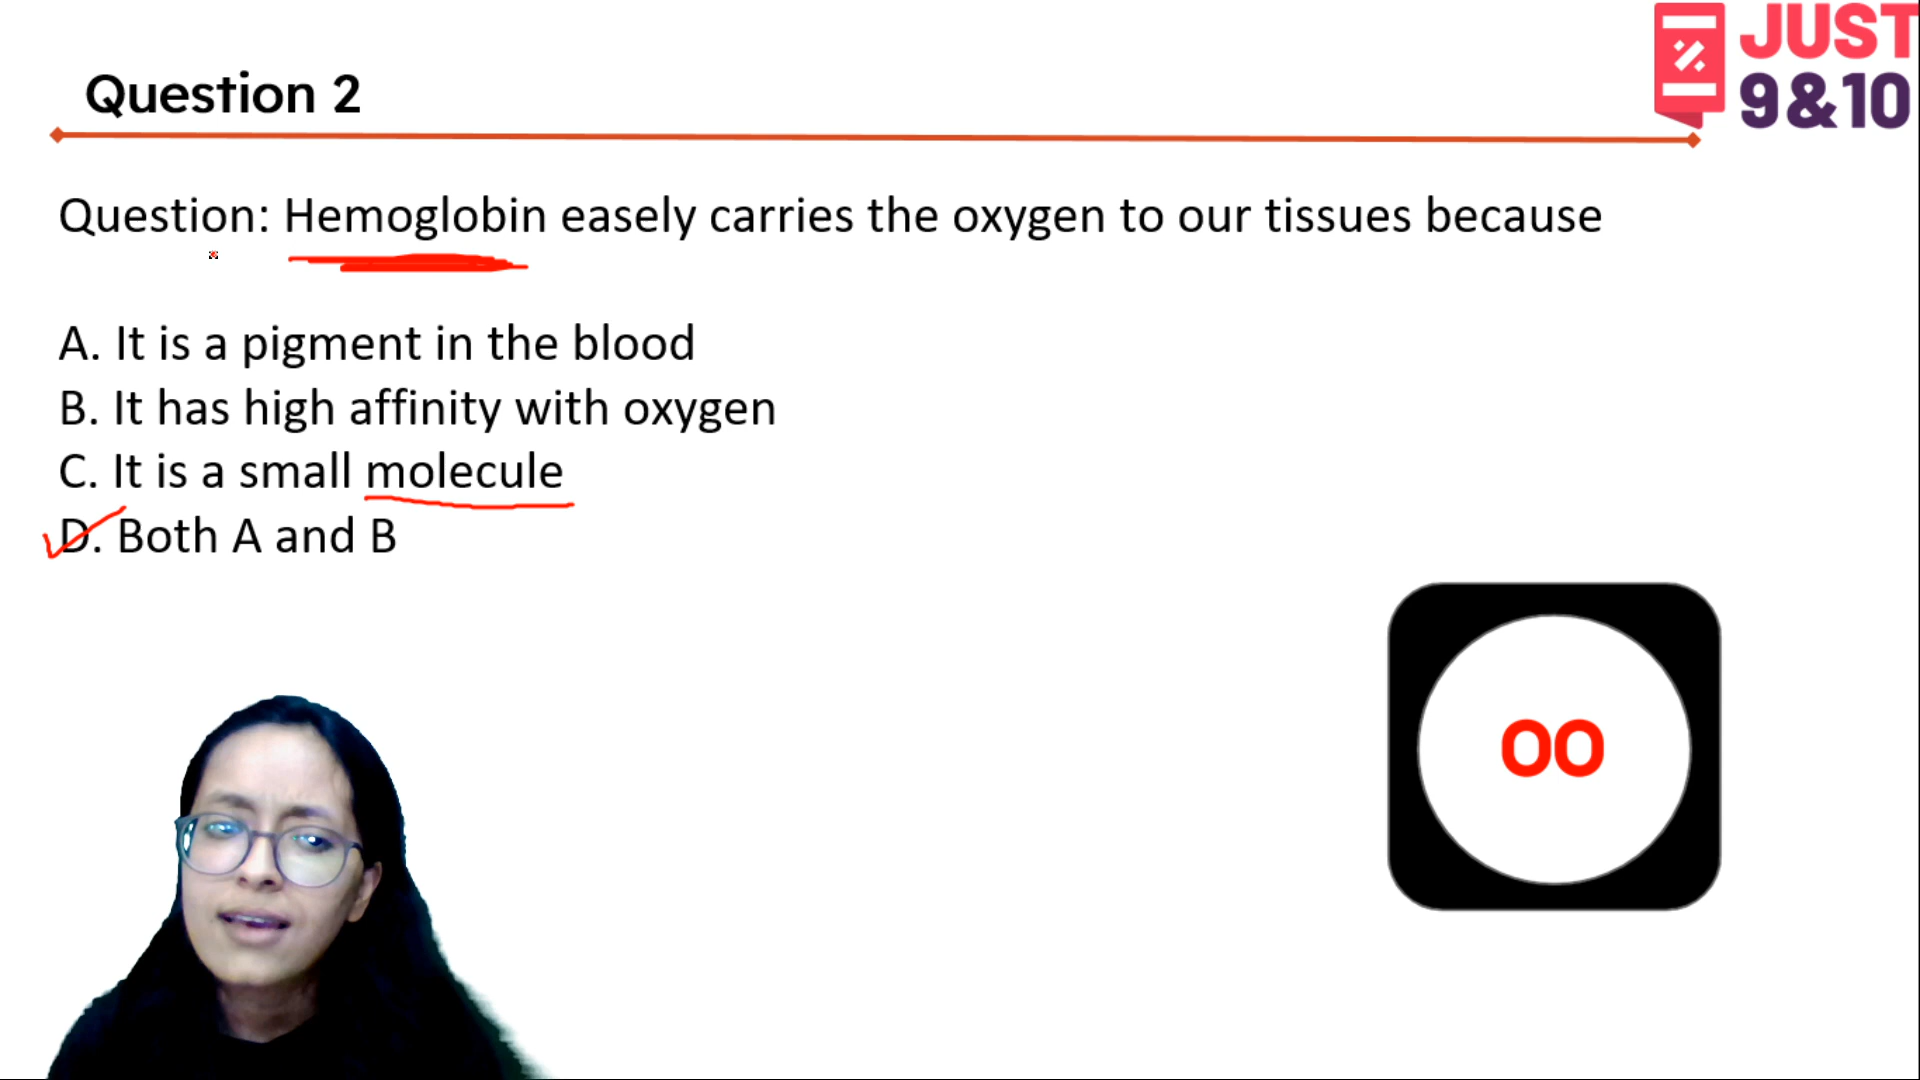 JUST
9&10
Question 2
Question: Hemoglobin easely carries the oxygen to our tissues because
A. It is a pigment in the blood
B. It has high affinity with oxygen
C. It is a small molecule
D. Both A and B
00